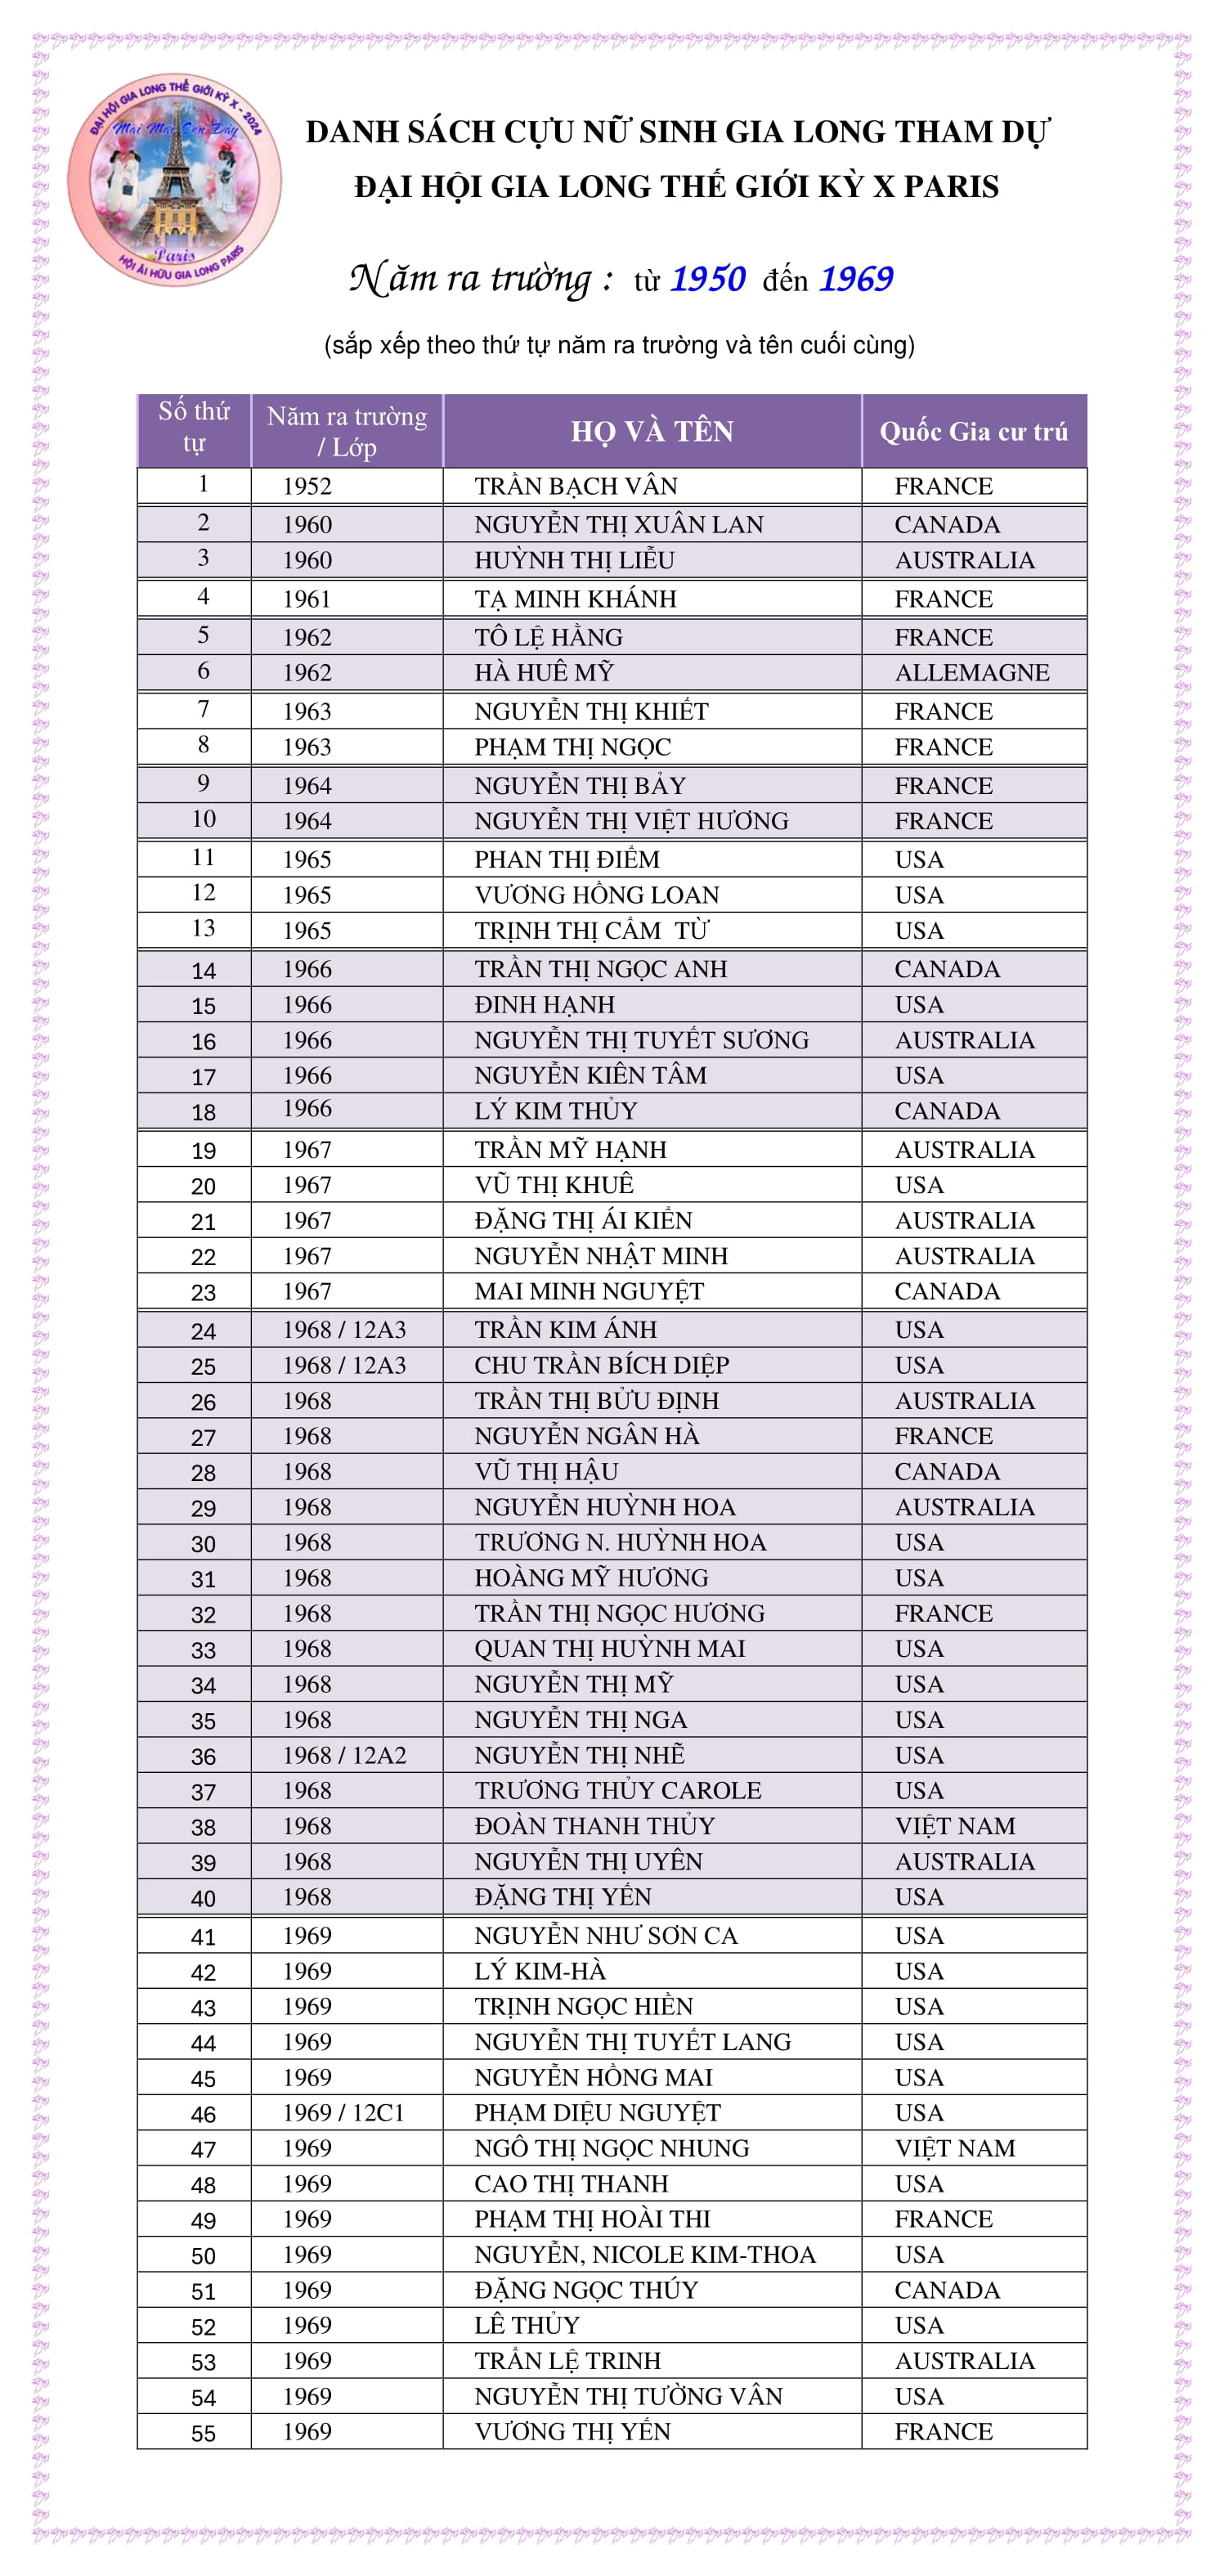 ĐẠI HỘI GIA LONG THẾ GIỚI KỲ X - 2024
Mãi Mãi Còn Đây
Paris
HỘI ÁI HỮU GIA LONG PARIS
DANH SÁCH CỰU NỮ SINH GIA LONG THAM DỰ
ĐẠI HỘI GIA LONG THẾ GIỚI KỲ X PARIS
Năm ra trường : từ 1950 đến 1969
(sắp xếp theo thứ tự năm ra trường và tên cuối cùng)
Số thứ tự Năm ra trường / Lớp HỌ VÀ TÊN Quốc Gia cư trú
1 1952 TRẦN BẠCH VÂN FRANCE
2 1960 NGUYỄN THỊ XUÂN LAN CANADA
3 1960 HUỲNH THỊ LIỄU AUSTRALIA
4 1961 TẠ MINH KHÁNH FRANCE
5 1962 TÔ LỆ HẰNG FRANCE
6 1962 HÀ HUÊ MỸ ALLEMAGNE
7 1963 NGUYỄN THỊ KHIẾT FRANCE
8 1963 PHẠM THỊ NGỌC FRANCE
9 1964 NGUYỄN THỊ BẢY FRANCE
10 1964 NGUYỄN THỊ VIỆT HƯƠNG FRANCE
11 1965 PHAN THỊ ĐIỂM USA
12 1965 VƯƠNG HỒNG LOAN USA
13 1965 TRỊNH THỊ CẨM TỪ USA
14 1966 TRẦN THỊ NGỌC ANH CANADA
15 1966 ĐINH HẠNH USA
16 1966 NGUYỄN THỊ TUYẾT SƯƠNG AUSTRALIA
17 1966 NGUYỄN KIÊN TÂM USA
18 1966 LÝ KIM THỦY CANADA
19 1967 TRẦN MỸ HẠNH AUSTRALIA
20 1967 VŨ THỊ KHUÊ USA
21 1967 ĐẶNG THỊ ÁI KIỂN AUSTRALIA
22 1967 NGUYỄN NHẬT MINH AUSTRALIA
23 1967 MAI MINH NGUYỆT CANADA
24 1968 / 12A3 TRẦN KIM ÁNH USA
25 1968 / 12A3 CHU TRẦN BÍCH DIỆP USA
26 1968 TRẦN THỊ BỬU ĐỊNH AUSTRALIA
27 1968 NGUYỄN NGÂN HÀ FRANCE
28 1968 VŨ THỊ HẬU CANADA
29 1968 NGUYỄN HUỲNH HOA AUSTRALIA
30 1968 TRƯƠNG N. HUỲNH HOA USA
31 1968 HOÀNG MỸ HƯƠNG USA
32 1968 TRẦN THỊ NGỌC HƯƠNG FRANCE
33 1968 QUAN THỊ HUỲNH MAI USA
34 1968 NGUYỄN THỊ MỸ USA
35 1968 NGUYỄN THỊ NGA USA
36 1968 / 12A2 NGUYỄN THỊ NHẼ USA
37 1968 TRƯƠNG THỦY CAROLE USA
38 1968 ĐOÀN THANH THỦY VIỆT NAM
39 1968 NGUYỄN THỊ UYÊN AUSTRALIA
40 1968 ĐẶNG THỊ YẾN USA
41 1969 NGUYỄN NHƯ SƠN CA USA
42 1969 LÝ KIM-HÀ USA
43 1969 TRỊNH NGỌC HIỀN USA
44 1969 NGUYỄN THỊ TUYẾT LANG USA
45 1969 NGUYỄN HỒNG MAI USA
46 1969 / 12C1 PHẠM DIỆU NGUYỆT USA
47 1969 NGÔ THỊ NGỌC NHUNG VIỆT NAM
48 1969 CAO THỊ THANH USA
49 1969 PHẠM THỊ HOÀI THI FRANCE
50 1969 NGUYỄN, NICOLE KIM-THOA USA
51 1969 ĐẶNG NGỌC THÚY CANADA
52 1969 LÊ THỦY USA
53 1969 TRẦN LỆ TRINH AUSTRALIA
54 1969 NGUYỄN THỊ TƯỜNG VÂN USA
55 1969 VƯƠNG THỊ YẾN FRANCE